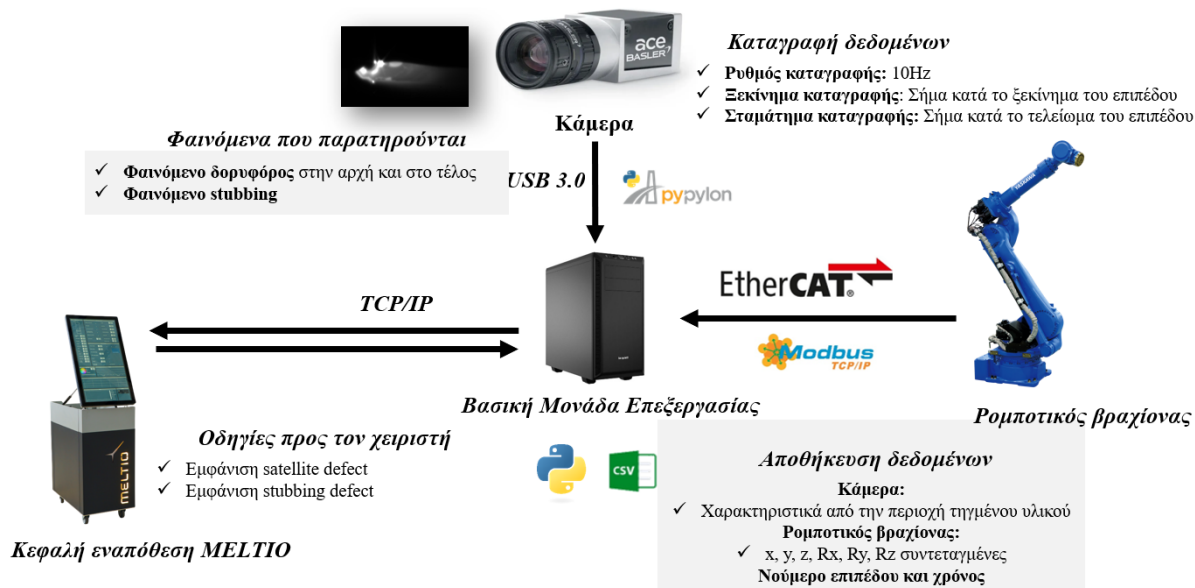 ace
BASLER
Καταγραφή δεδομένων
✓ Ρυθμός καταγραφής: 10Hz
✓ Ξεκίνημα καταγραφής: Σήμα κατά το ξεκίνημα του επιπέδου
✓ Σταμάτημα καταγραφής: Σήμα κατά το τελείωμα του επιπέδου
Κάμερα
Φαινόμενα που παρατηρούνται
✓ Φαινόμενο δορυφόρος στην αρχή και στο τέλος
✓ Φαινόμενο stubbing
USB 3.0
pypylon
YASKAWA
EtherCAT®
TCP/IP
Modbus
TCP/IP
Βασική Μονάδα Επεξεργασίας
Ρομποτικός βραχίονας
MELTIO
Οδηγίες προς τον χειριστή
✓ Εμφάνιση satellite defect
✓ Εμφάνιση stubbing defect
Κεφαλή εναπόθεση MELTIO
CSV
Αποθήκευση δεδομένων
Κάμερα:
✓ Χαρακτηριστικά από την περιοχή τηγμένου υλικού
Ρομποτικός βραχίονας:
✓ x, y, z, Rx, Ry, Rz συντεταγμένες
Νούμερο επιπέδου και χρόνος